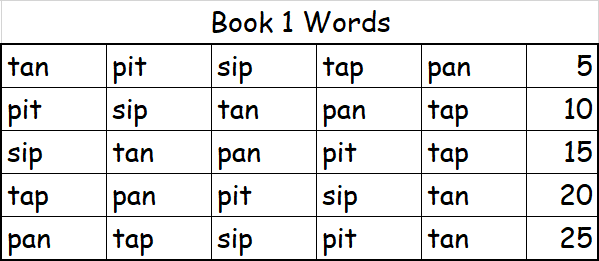 Book 1 Words
tan pit sip tap pan 5
pit sip tan pan tap 10
sip tan pan pit tap 15
tap pan pit sip tan 20
pan tap sip pit tan 25